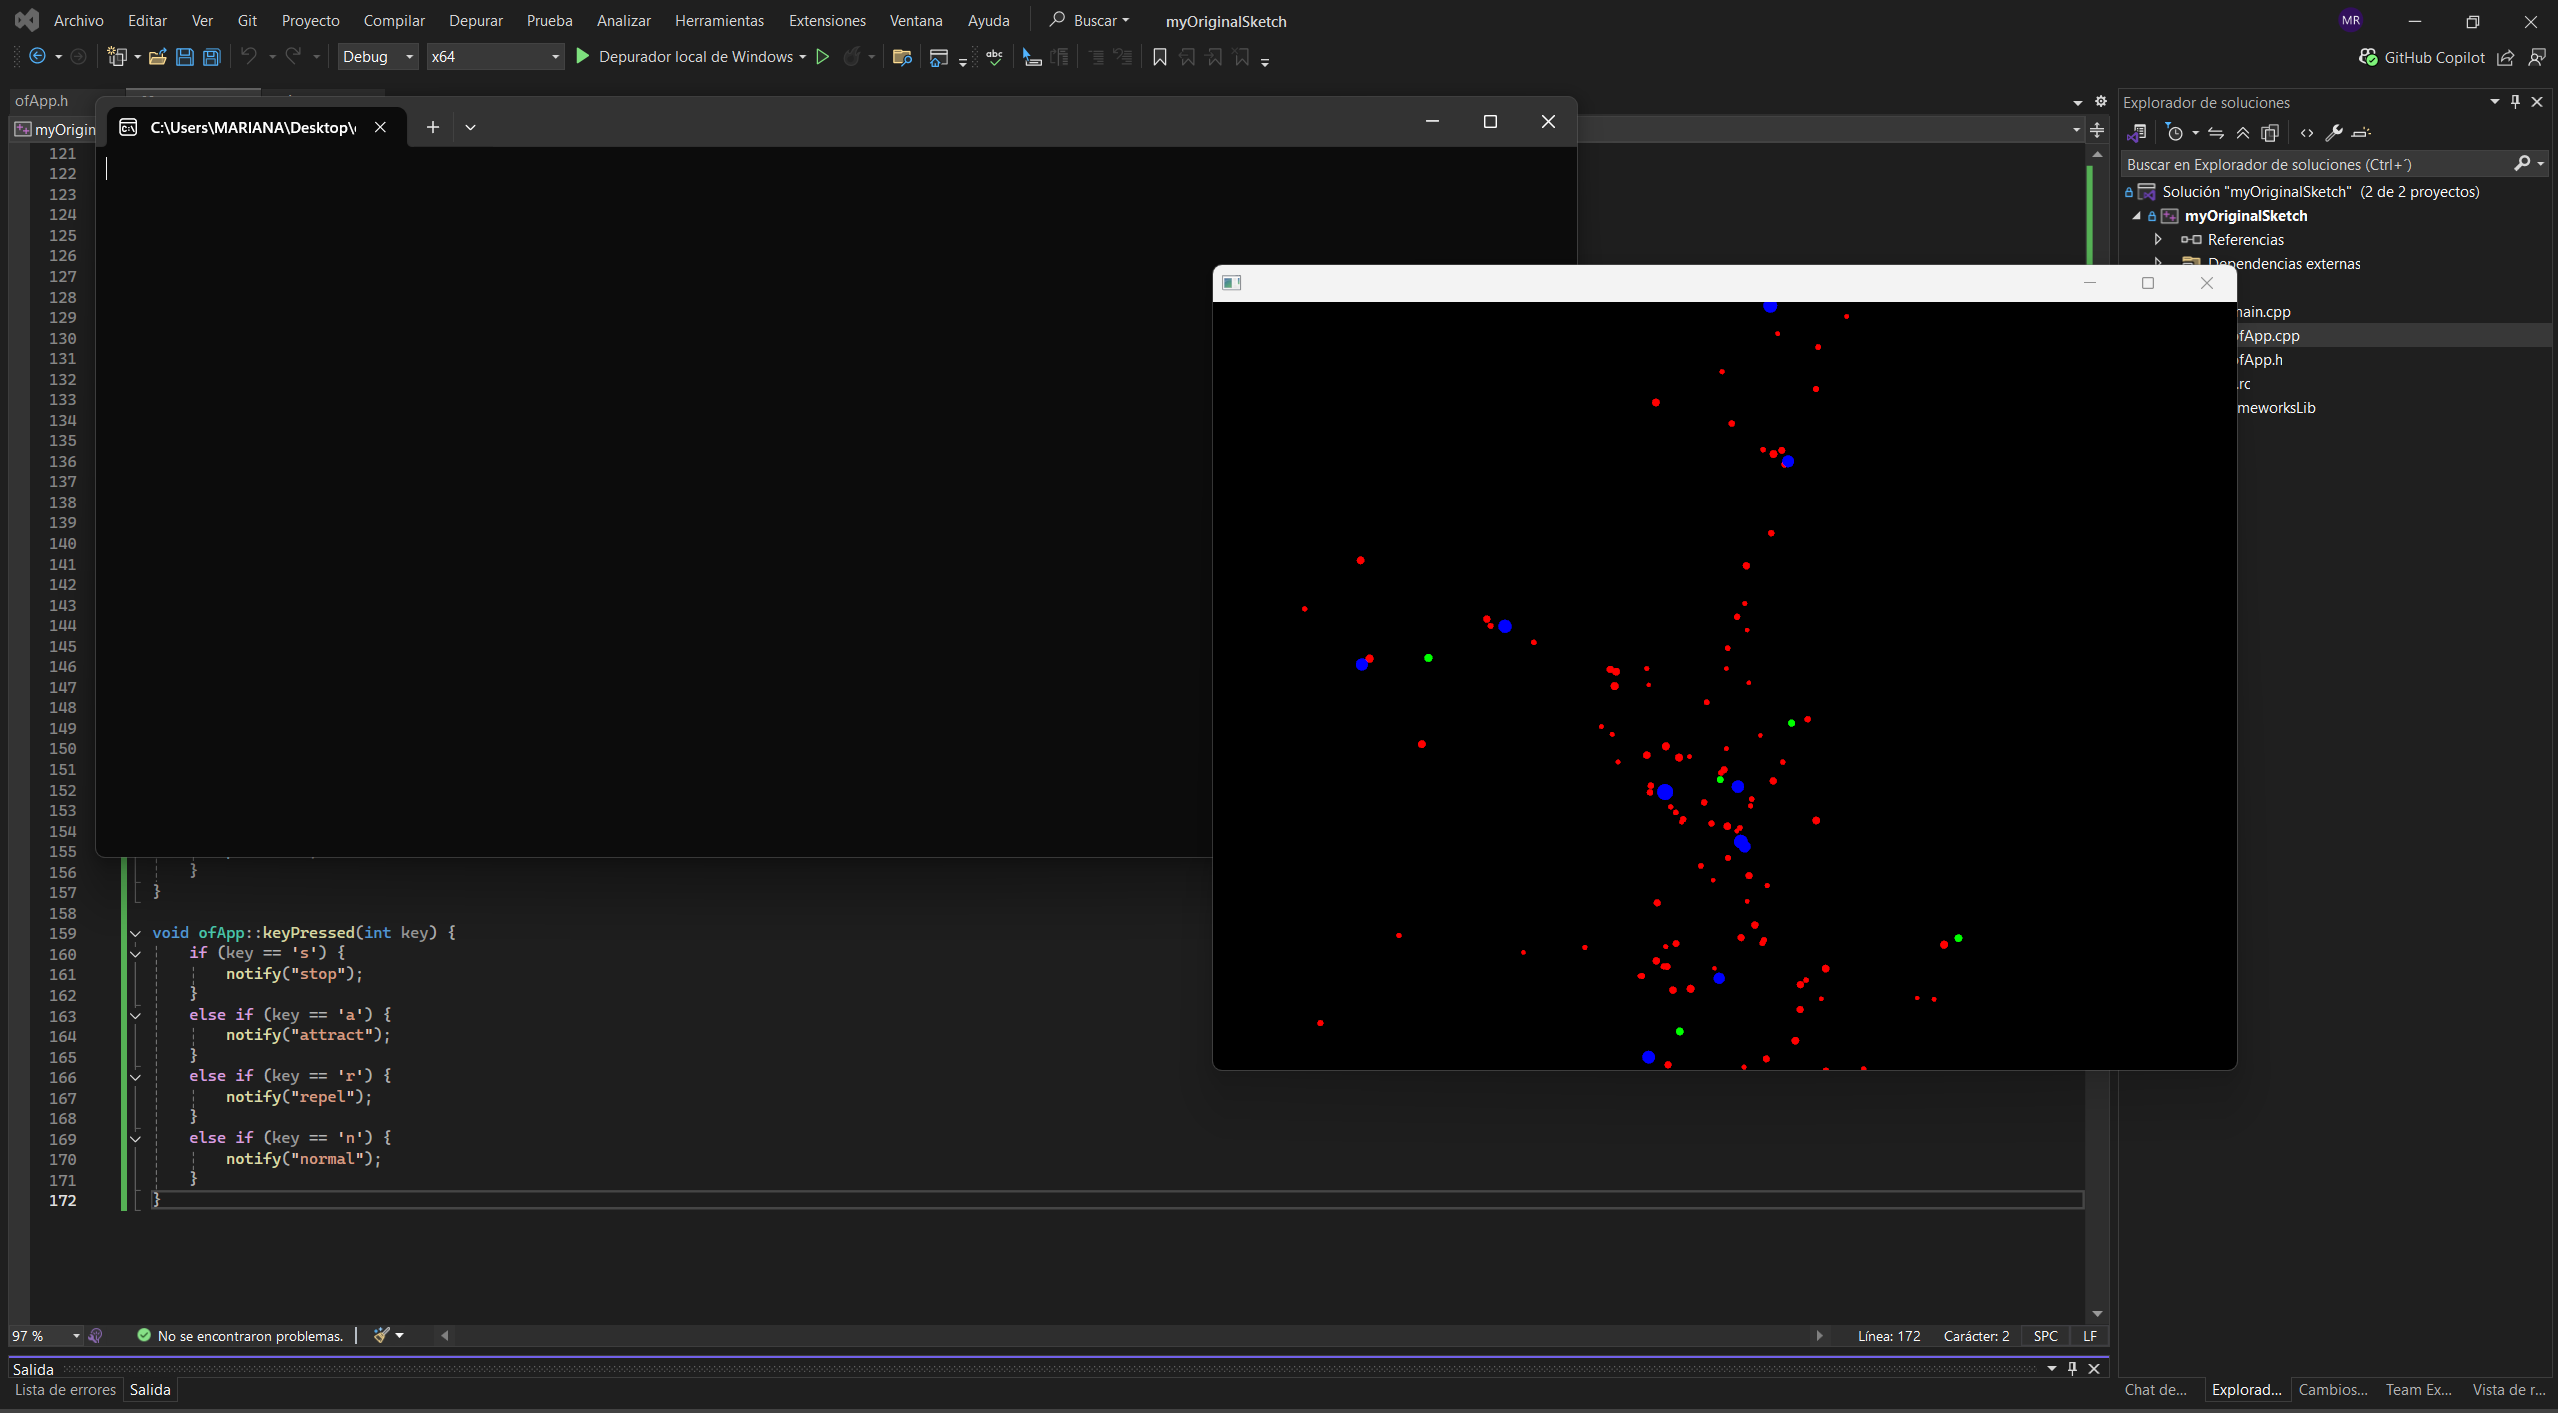 Archivo Editar Ver Git Proyecto Compilar Depurar Prueba Analizar Herramientas Extensiones Ventana Ayuda Buscar myOriginalSketch MR
Debug x64 Depurador local de Windows abc GitHub Copilot
ofApp.h
myOrigin
C:\Users\MARIANA\Desktop\
Explorador de soluciones
Buscar en Explorador de soluciones (Ctrl+´)
Solución "myOriginalSketch" (2 de 2 proyectos)
myOriginalSketch
Referencias
Dependencias externas
ain.cpp
fApp.cpp
fApp.h
.rc
meworksLib
121
122
123
124
125
126
127
128
129
130
131
132
133
134
135
136
137
138
139
140
141
142
143
144
145
146
147
148
149
150
151
152
153
154
155
156 }
157 }
158
159 void ofApp::keyPressed(int key) {
160 if (key == 's') {
161 notify("stop");
162 }
163 else if (key == 'a') {
164 notify("attract");
165 }
166 else if (key == 'r') {
167 notify("repel");
168 }
169 else if (key == 'n') {
170 notify("normal");
171 }
172 }
97 % No se encontraron problemas. Línea: 172 Carácter: 2 SPC LF
Salida
Lista de errores Salida
Chat de... Explorad... Cambios... Team Ex... Vista de r...